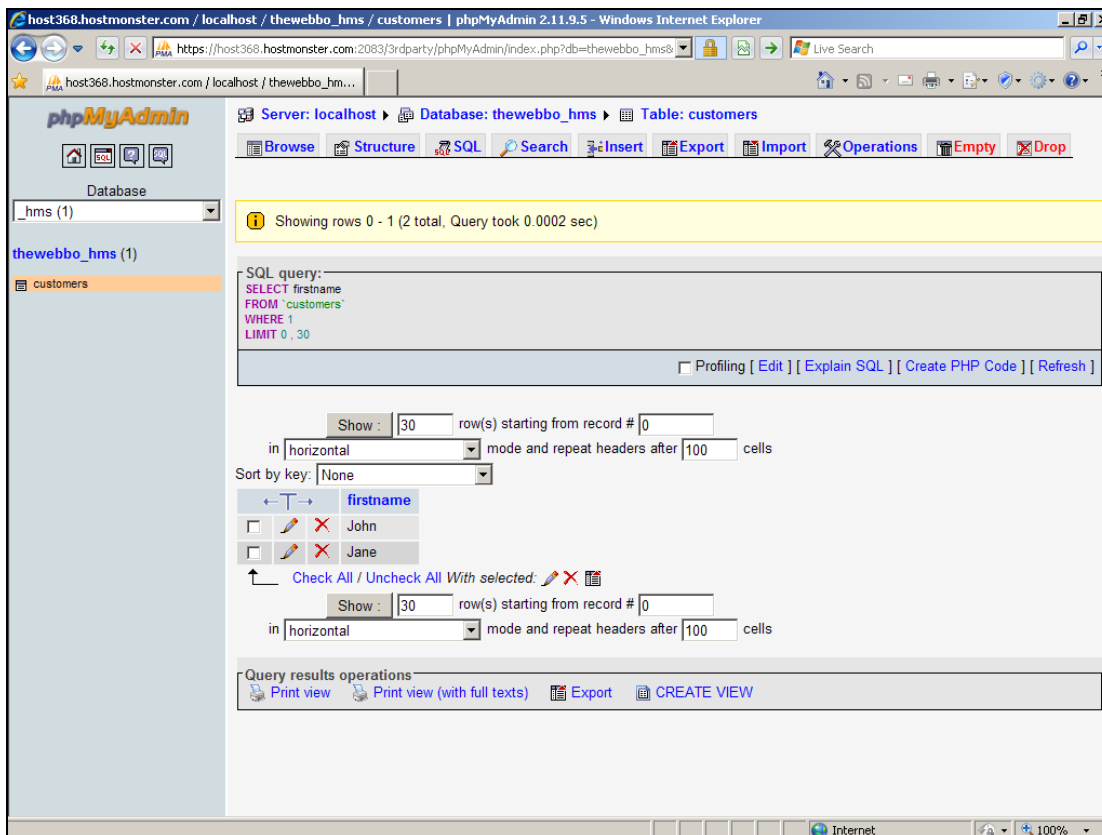 host368.hostmonster.com / localhost / thewebbo_hms / customers | phpMyAdmin 2.11.9.5 - Windows Internet Explorer
https://host368.hostmonster.com:2083/3rdparty/phpMyAdmin/index.php?db=thewebbo_hms& Live Search
host368.hostmonster.com / localhost / thewebbo_hm...
phpMyAdmin
Database
_hms (1)
thewebbo_hms (1)
customers
Server: localhost Database: thewebbo_hms Table: customers
Browse Structure SQL Search Insert Export Import Operations Empty Drop
Showing rows 0 - 1 (2 total, Query took 0.0002 sec)
SQL query:
SELECT firstname
FROM `customers`
WHERE 1
LIMIT 0 , 30
Profiling [ Edit ] [ Explain SQL ] [ Create PHP Code ] [ Refresh ]
Show : 30 row(s) starting from record # 0
in horizontal mode and repeat headers after 100 cells
Sort by key: None
←T→ firstname
John
Jane
Check All / Uncheck All With selected:
Show : 30 row(s) starting from record # 0
in horizontal mode and repeat headers after 100 cells
Query results operations
Print view Print view (with full texts) Export CREATE VIEW
Internet 100%